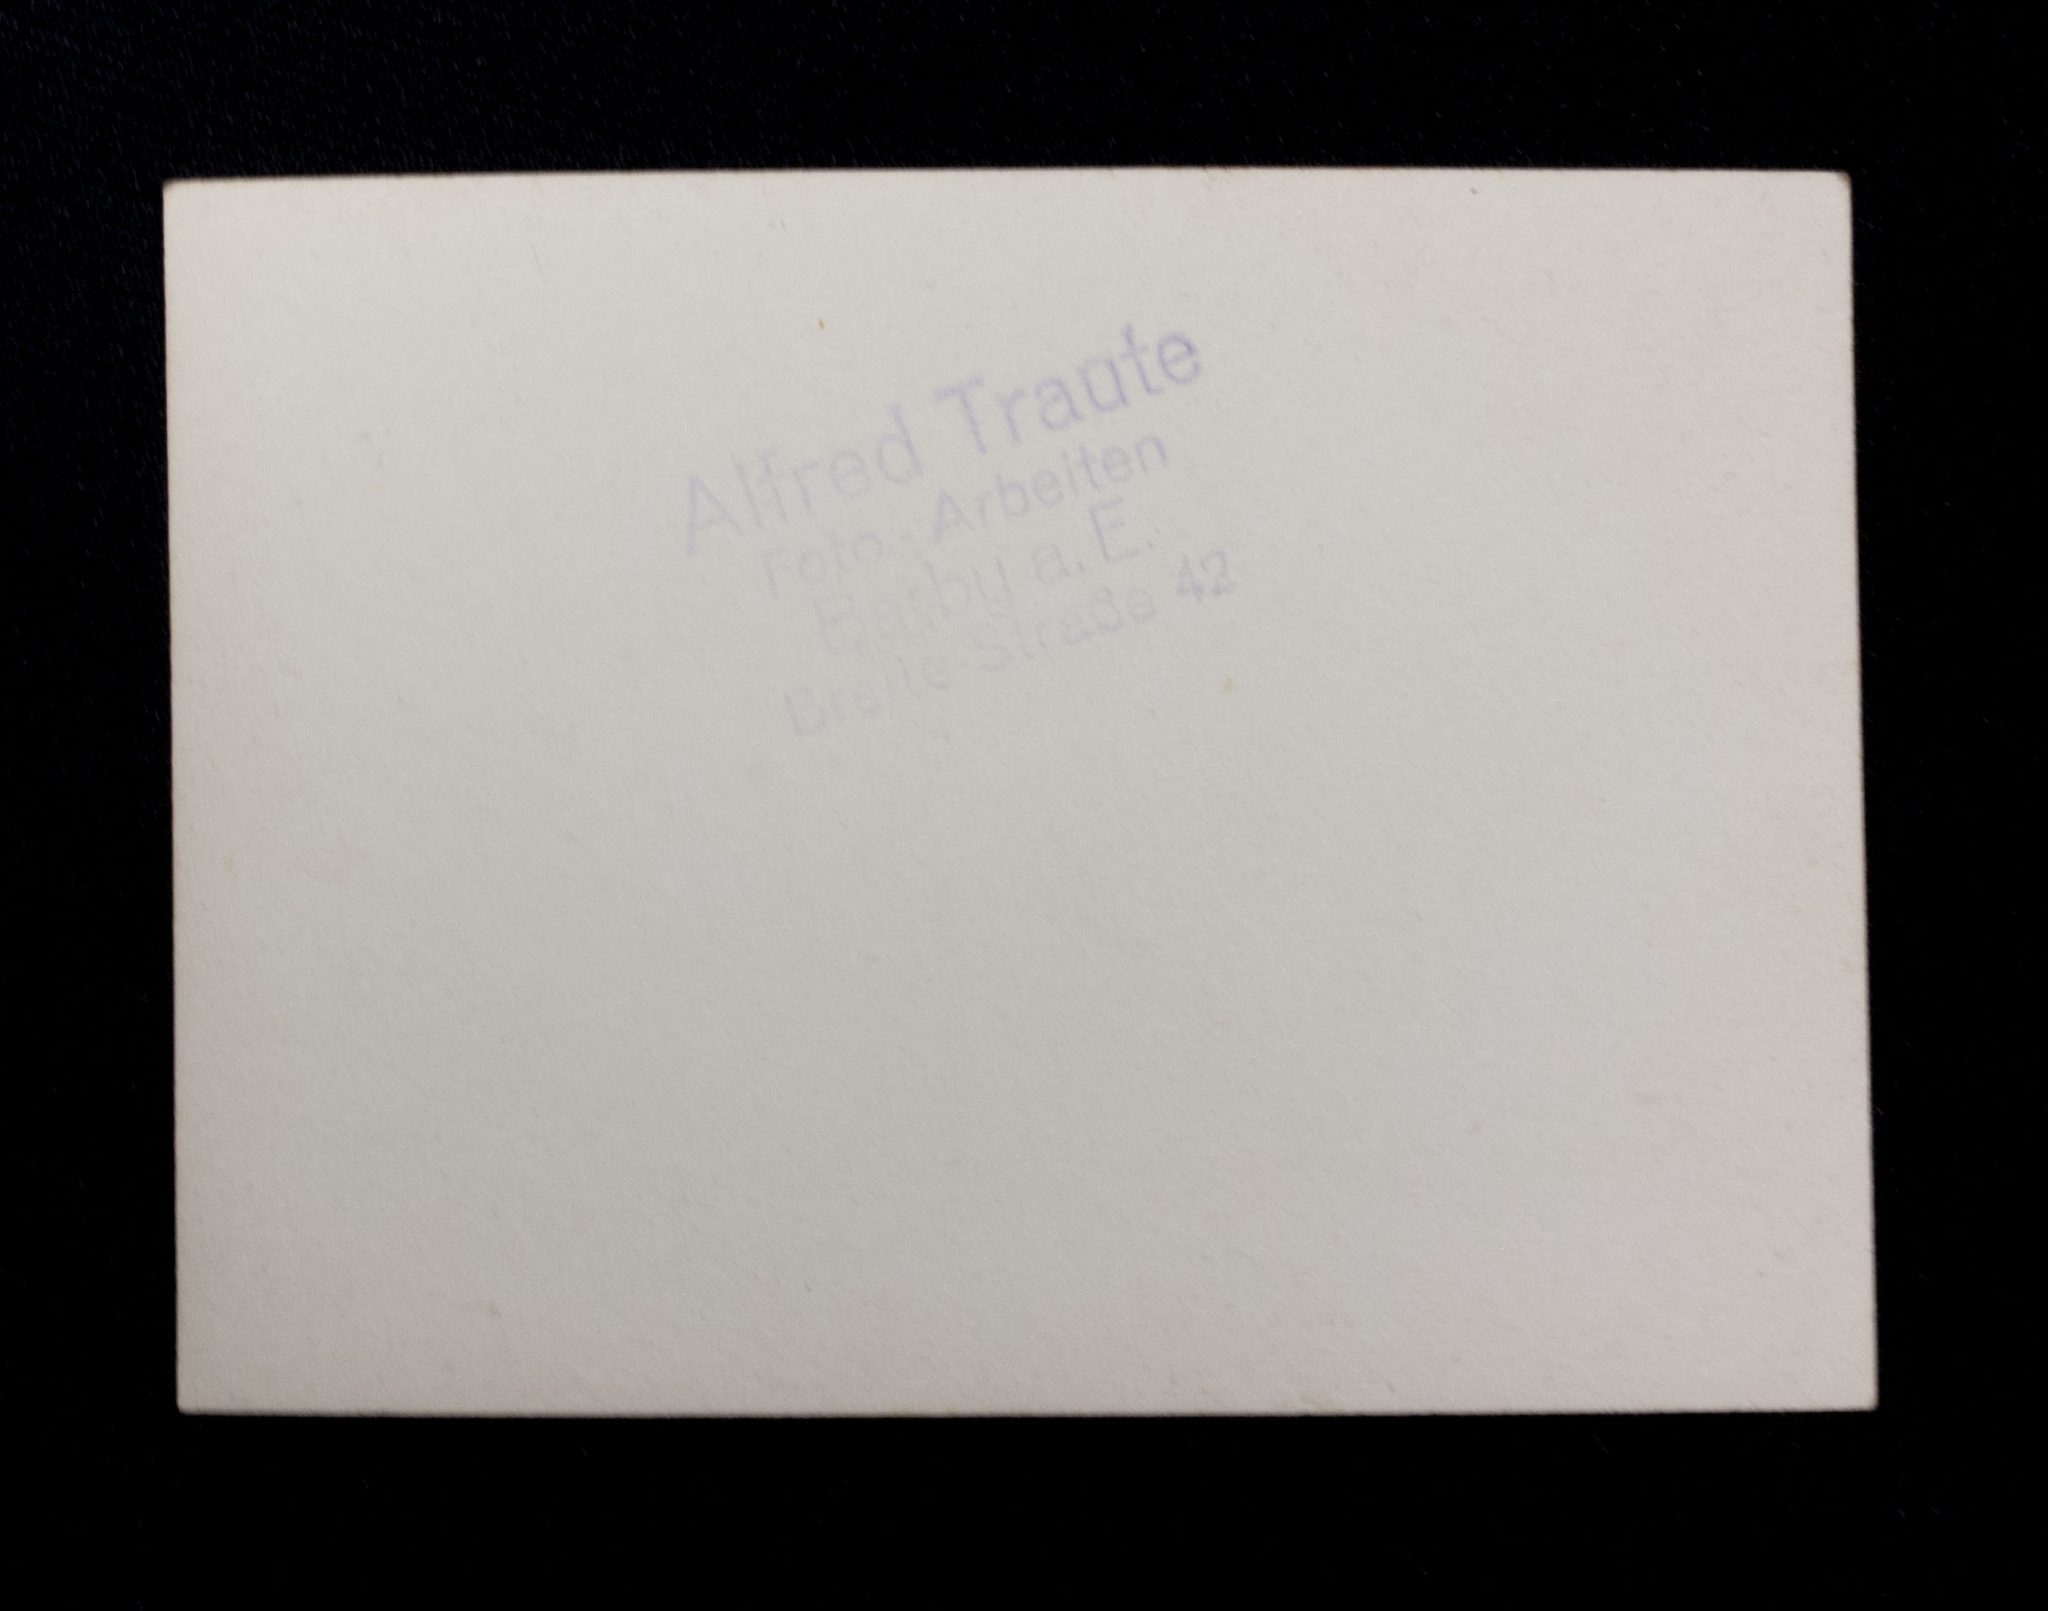 Alfred Traute
Foto-Arbeiten
Barby a. E.
Breite-Straße 42